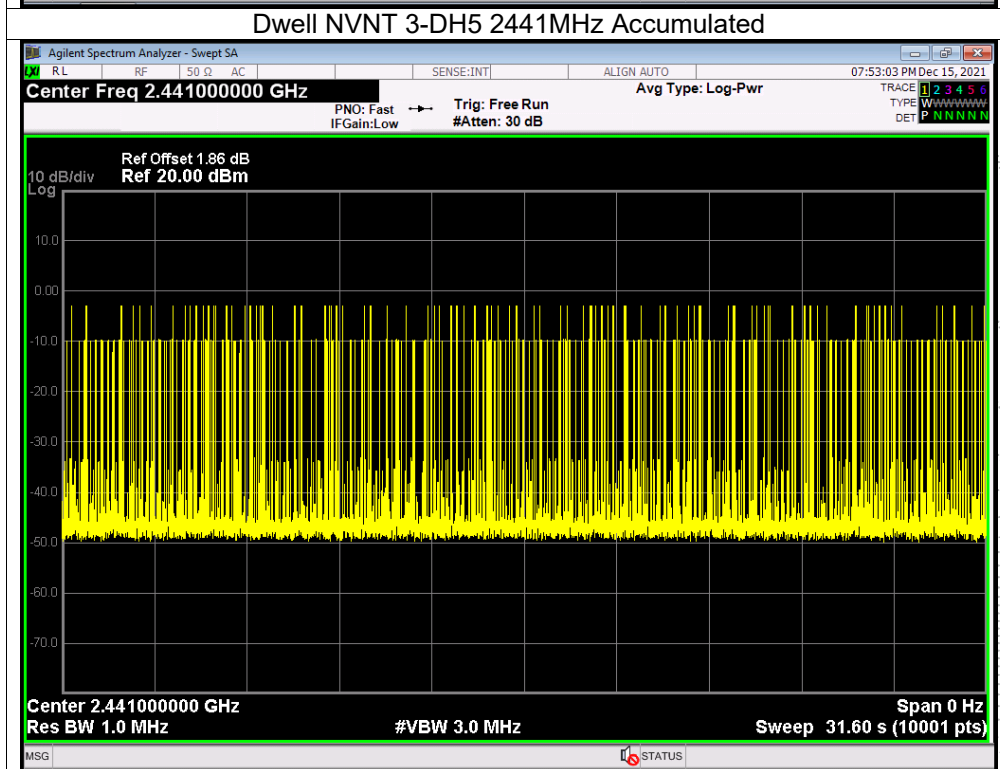 Dwell NVNT 3-DH5 2441MHz Accumulated
Agilent Spectrum Analyzer - Swept SA
LXI RL RF 50 Ω AC SENSE:INT ALIGN AUTO 07:53:03 PM Dec 15, 2021
Center Freq 2.441000000 GHz Avg Type: Log-Pwr TRACE 1 2 3 4 5 6
PNO: Fast Trig: Free Run TYPE WWWWWW
IFGain:Low #Atten: 30 dB DET P N N N N N
Ref Offset 1.86 dB
10 dB/div Ref 20.00 dBm
Log
10.0
0.00
-10.0
-20.0
-30.0
-40.0
-50.0
-60.0
-70.0
Center 2.441000000 GHz Span 0 Hz
Res BW 1.0 MHz #VBW 3.0 MHz Sweep 31.60 s (10001 pts)
MSG STATUS